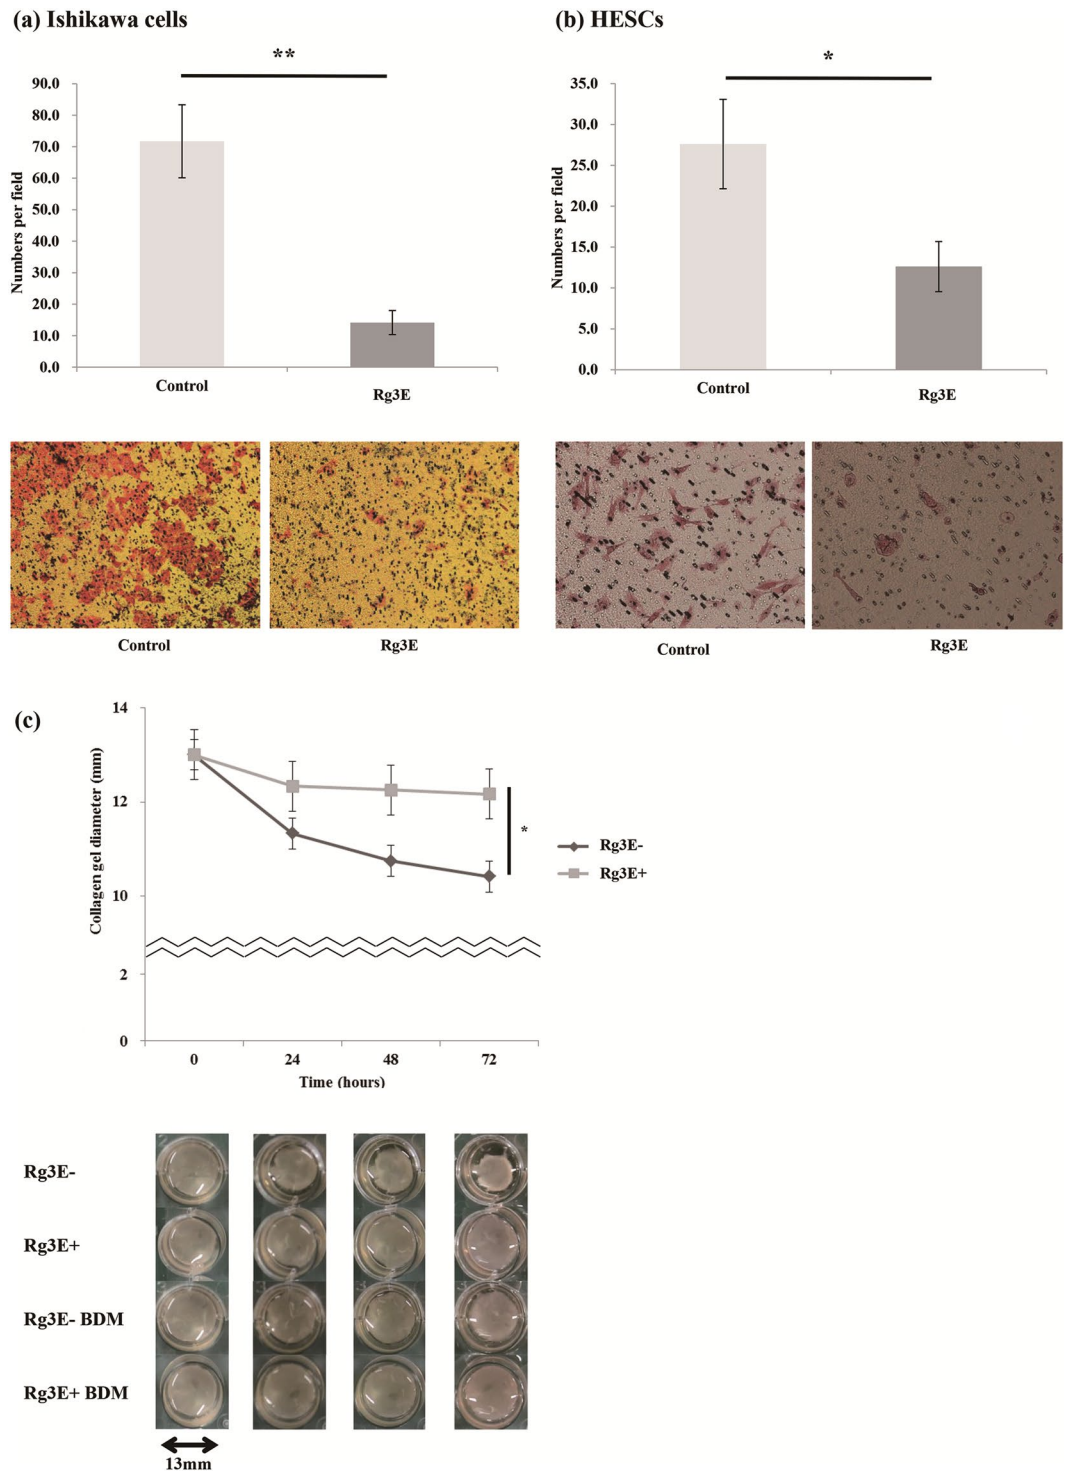 (a) Ishikawa cells
**
90.0
80.0
70.0
60.0
50.0
40.0
30.0
20.0
10.0
0.0
Numbers per field
Control
Rg3E
Control
Rg3E
(b) HESCs
*
35.0
30.0
25.0
20.0
15.0
10.0
5.0
0.0
Numbers per field
Control
Rg3E
Control
Rg3E
(c)
14
12
10
2
0
Collagen gel diameter (mm)
*
Rg3E-
Rg3E+
0 24 48 72
Time (hours)
Rg3E-
Rg3E+
Rg3E- BDM
Rg3E+ BDM
13mm